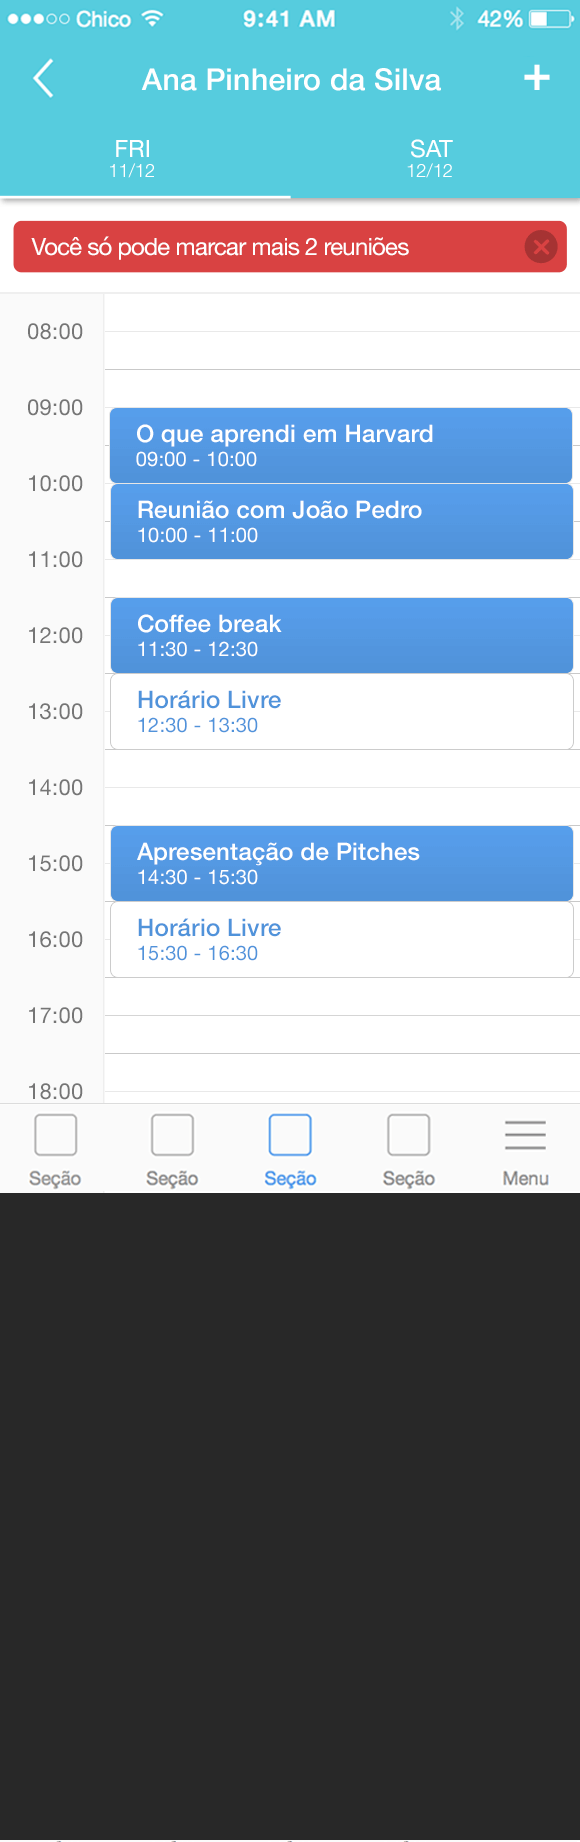 Chico 9:41 AM 42%
Ana Pinheiro da Silva +
FRI
11/12
SAT
12/12
Você só pode marcar mais 2 reuniões
08:00
09:00
O que aprendi em Harvard
09:00 - 10:00
10:00
Reunião com João Pedro
10:00 - 11:00
11:00
Coffee break
11:30 - 12:30
12:00
Horário Livre
12:30 - 13:30
13:00
14:00
Apresentação de Pitches
14:30 - 15:30
15:00
Horário Livre
15:30 - 16:30
16:00
17:00
18:00
Seção Seção Seção Seção Menu